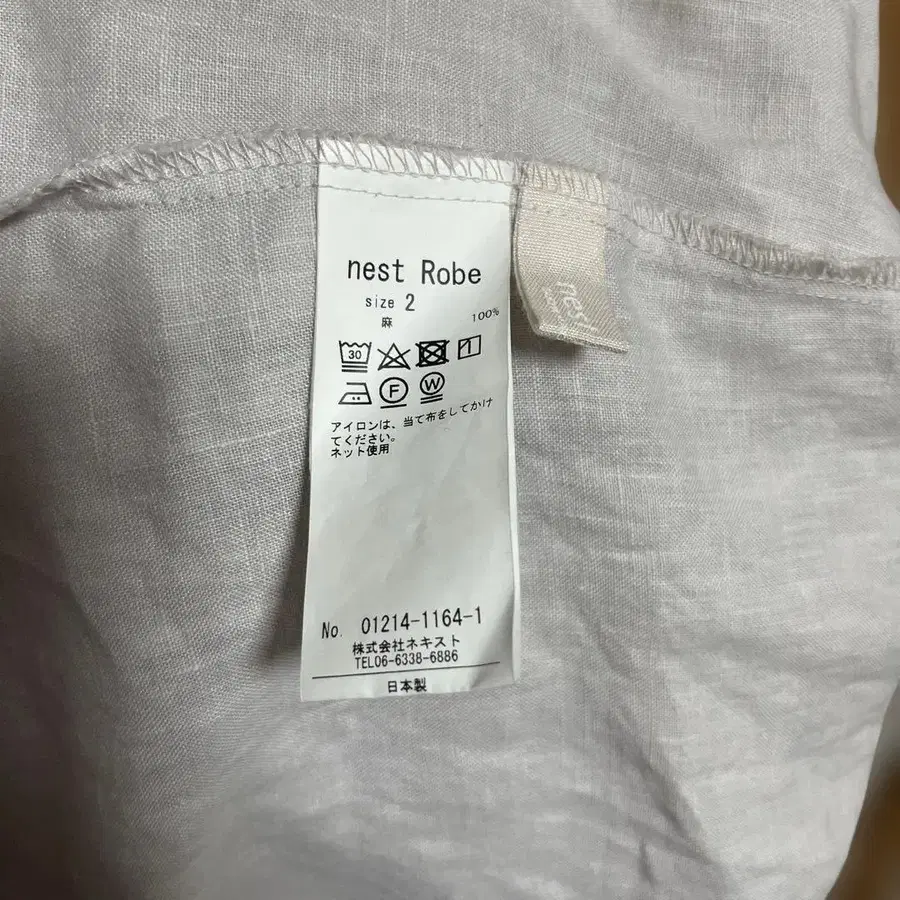 nest Robe
size 2
麻 100%
30
F W
アイロンは、当て布をしてかけ
てください。
ネット使用
No. 01214-1164-1
株式会社ネキスト
TEL06-6338-6886
日本製
nest